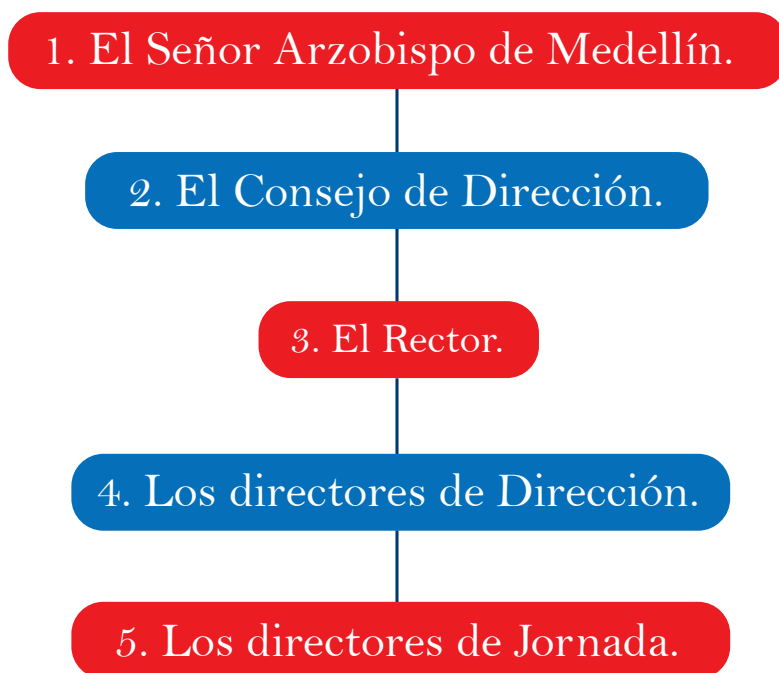 1. El Señor Arzobispo de Medellín.
2. El Consejo de Dirección.
3. El Rector.
4. Los directores de Dirección.
5. Los directores de Jornada.